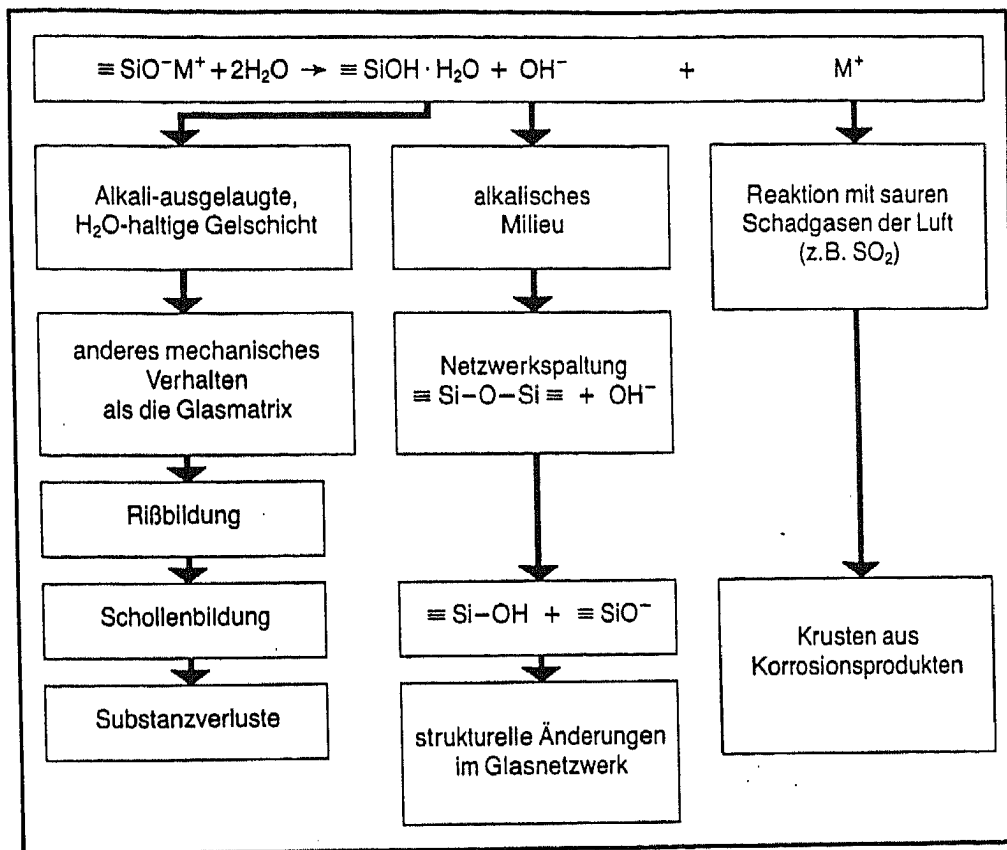 ≡ SiO⁻M⁺ + 2H₂O → ≡ SiOH · H₂O + OH⁻ + M⁺
Alkali-ausgelaugte,
H₂O-haltige Gelschicht
anderes mechanisches
Verhalten
als die Glasmatrix
Rißbildung
Schollenbildung
Substanzverluste
alkalisches
Milieu
Netzwerkspaltung
≡ Si–O–Si ≡ + OH⁻
≡ Si–OH + ≡ SiO⁻
strukturelle Änderungen
im Glasnetzwerk
Reaktion mit sauren
Schadgasen der Luft
(z.B. SO₂)
Krusten aus
Korrosionsprodukten